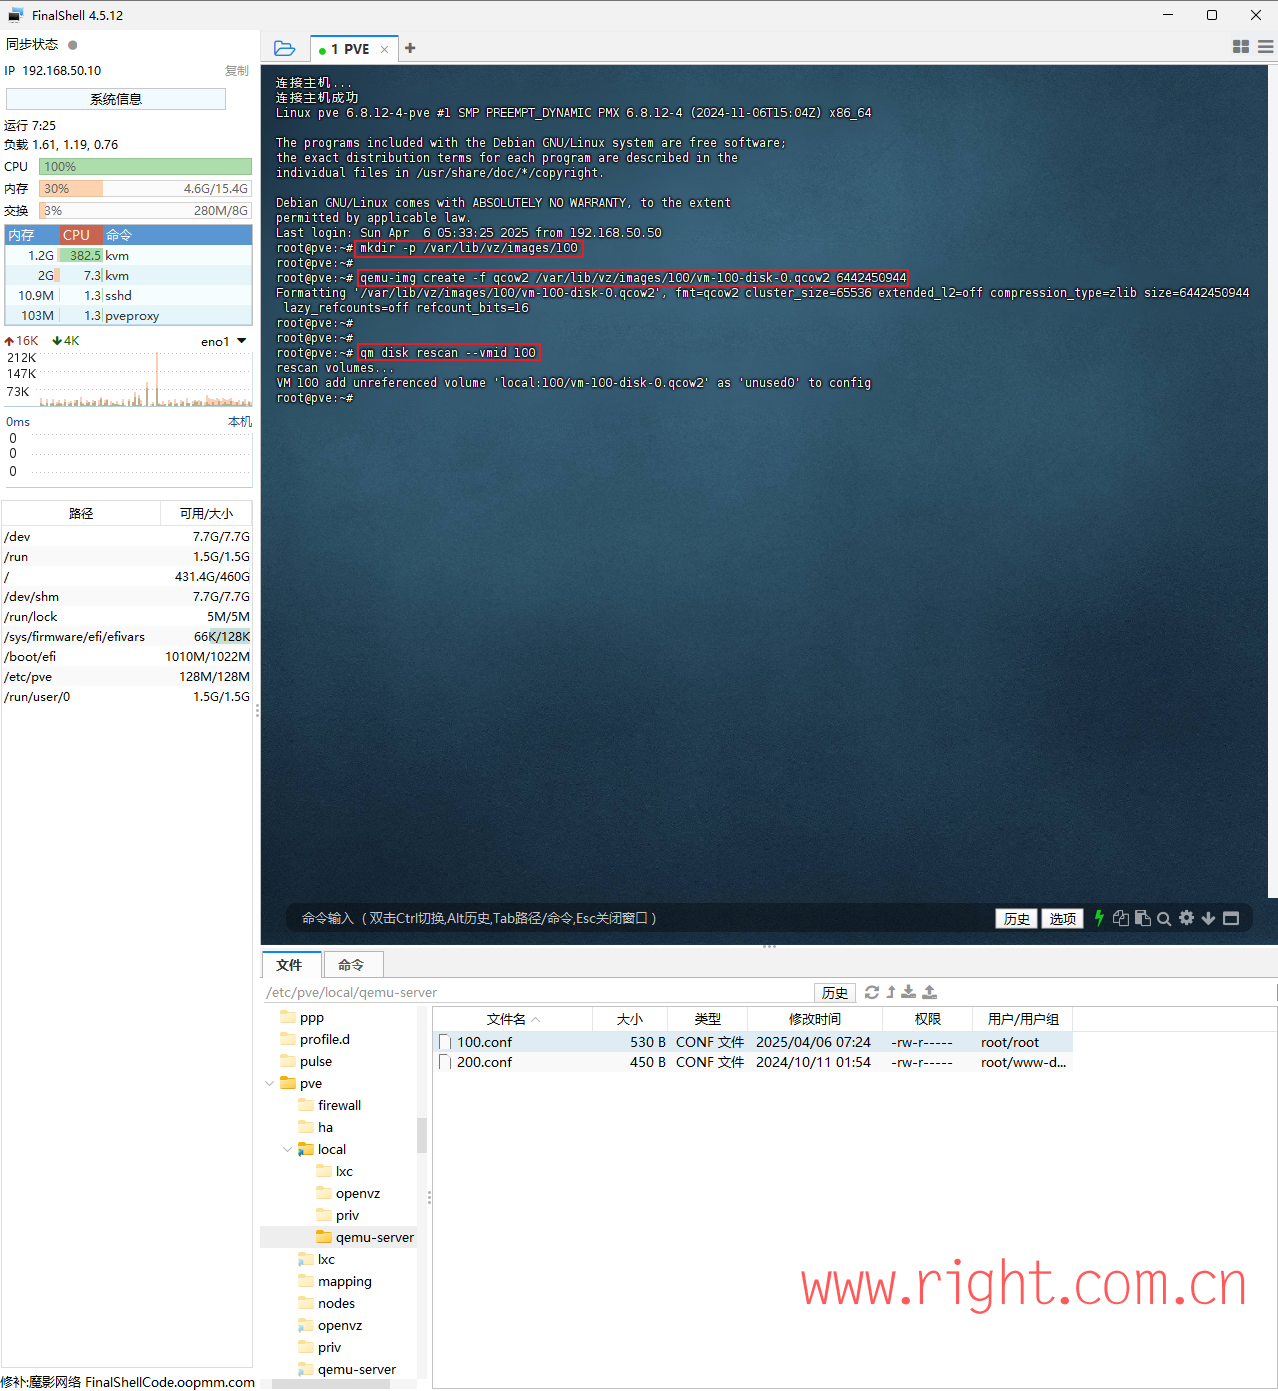 FinalShell 4.5.12
同步状态
IP 192.168.50.10 复制
系统信息
运行 7:25
负载 1.61, 1.19, 0.76
CPU 100%
内存 30% 4.6G/15.4G
交换 3% 280M/8G
内存 CPU 命令
1.2G 382.5 kvm
2G 7.3 kvm
10.9M 1.3 sshd
103M 1.3 pveproxy
16K 4K eno1
212K
147K
73K
0ms 本机
0
0
0
路径 可用/大小
/dev 7.7G/7.7G
/run 1.5G/1.5G
/ 431.4G/460G
/dev/shm 7.7G/7.7G
/run/lock 5M/5M
/sys/firmware/efi/efivars 66K/128K
/boot/efi 1010M/1022M
/etc/pve 128M/128M
/run/user/0 1.5G/1.5G
修补:魔影网络 FinalShellCode.oopmm.com
1 PVE
连接主机...
连接主机成功
Linux pve 6.8.12-4-pve #1 SMP PREEMPT_DYNAMIC PMX 6.8.12-4 (2024-11-06T15:04Z) x86_64
The programs included with the Debian GNU/Linux system are free software;
the exact distribution terms for each program are described in the
individual files in /usr/share/doc/*/copyright.
Debian GNU/Linux comes with ABSOLUTELY NO WARRANTY, to the extent
permitted by applicable law.
Last login: Sun Apr  6 05:33:25 2025 from 192.168.50.50
root@pve:~# mkdir -p /var/lib/vz/images/100
root@pve:~#
root@pve:~# qemu-img create -f qcow2 /var/lib/vz/images/100/vm-100-disk-0.qcow2 6442450944
Formatting '/var/lib/vz/images/100/vm-100-disk-0.qcow2', fmt=qcow2 cluster_size=65536 extended_l2=off compression_type=zlib size=6442450944
lazy_refcounts=off refcount_bits=16
root@pve:~#
root@pve:~#
root@pve:~# qm disk rescan --vmid 100
rescan volumes...
VM 100 add unreferenced volume 'local:100/vm-100-disk-0.qcow2' as 'unused0' to config
root@pve:~#
命令输入 (双击Ctrl切换,Alt历史,Tab路径/命令,Esc关闭窗口) 历史 选项
文件 命令
/etc/pve/local/qemu-server 历史
ppp
profile.d
pulse
pve
firewall
ha
local
lxc
openvz
priv
qemu-server
lxc
mapping
nodes
openvz
priv
qemu-server
文件名 大小 类型 修改时间 权限 用户/用户组
100.conf 530 B CONF 文件 2025/04/06 07:24 -rw-r----- root/root
200.conf 450 B CONF 文件 2024/10/11 01:54 -rw-r----- root/www-d...
www.right.com.cn